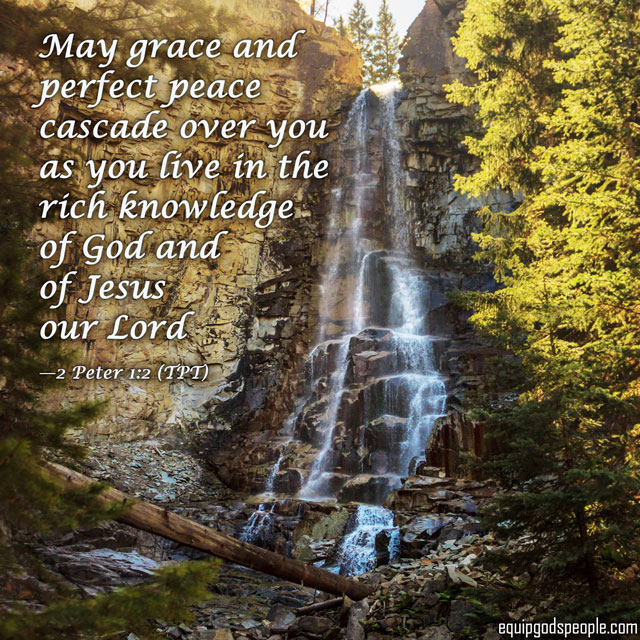 May grace and
perfect peace
cascade over you
as you live in the
rich knowledge
of God and
of Jesus
our Lord
—2 Peter 1:2 (TPT)
equipgodspeople.com